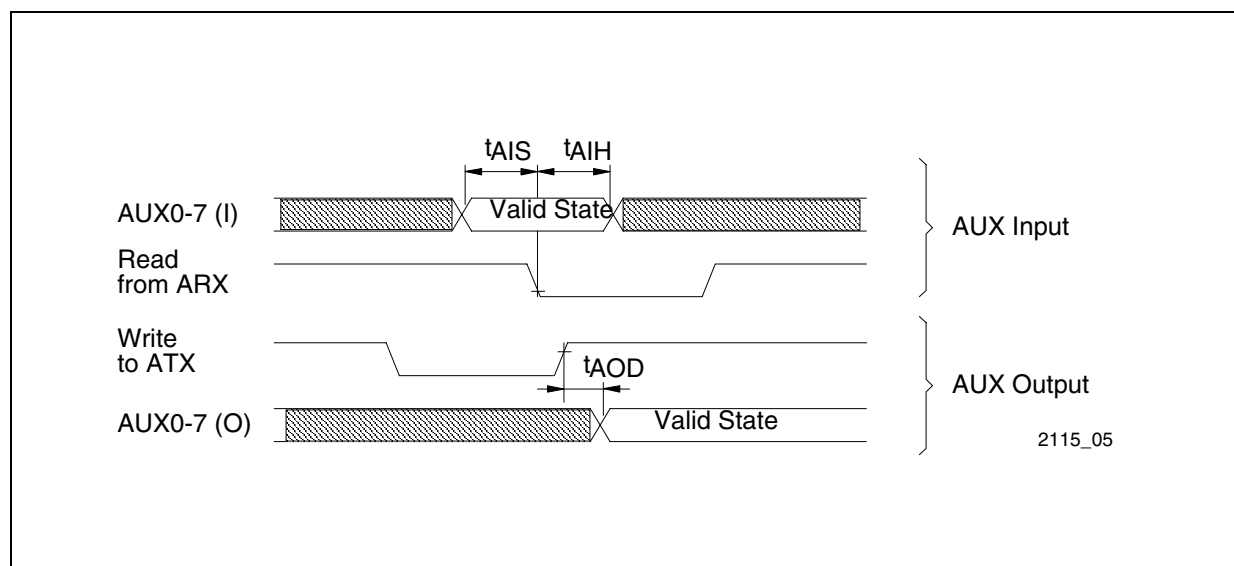 tAIS
tAIH
AUX0-7 (I)
Valid State
AUX Input
Read
from ARX
Write
to ATX
tAOD
AUX Output
AUX0-7 (O)
Valid State
2115_05